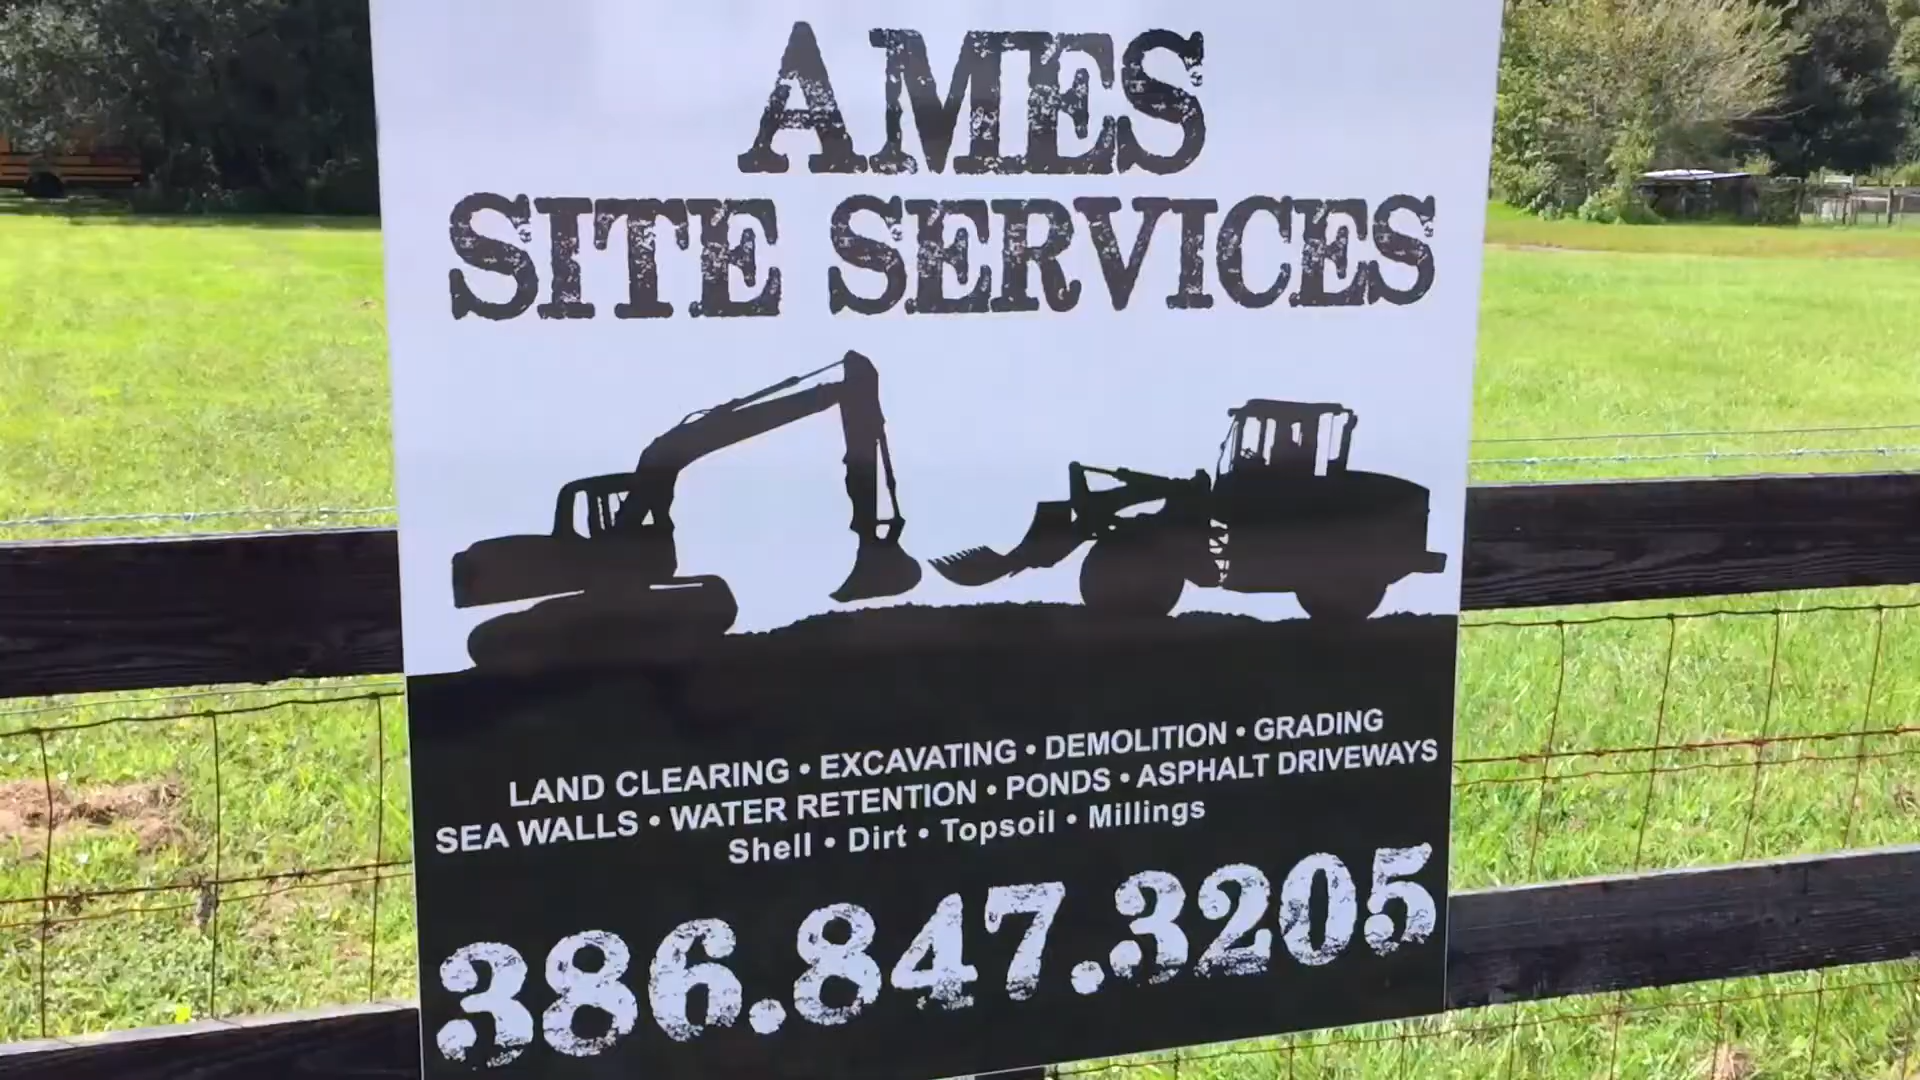 AMES
SITE SERVICES
LAND CLEARING • EXCAVATING • DEMOLITION • GRADING
SEA WALLS • WATER RETENTION • PONDS • ASPHALT DRIVEWAYS
Shell • Dirt • Topsoil • Millings
386.847.3205